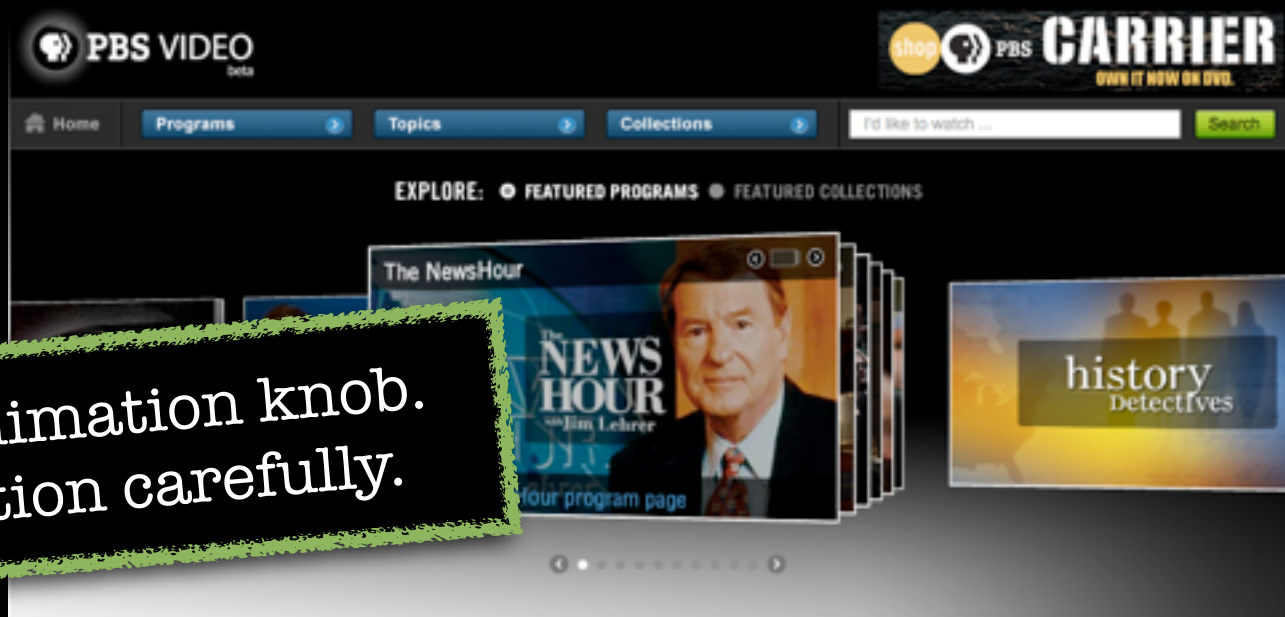 PBS VIDEO
beta
shop PBS CARRIER
OWN IT NOW ON DVD.
Home
Programs
Topics
Collections
I'd like to watch ...
Search
EXPLORE: FEATURED PROGRAMS FEATURED COLLECTIONS
The NewsHour
The
NEWS
HOUR
with Jim Lehrer
Hour program page
history
Detectives
imation knob.
tion carefully.